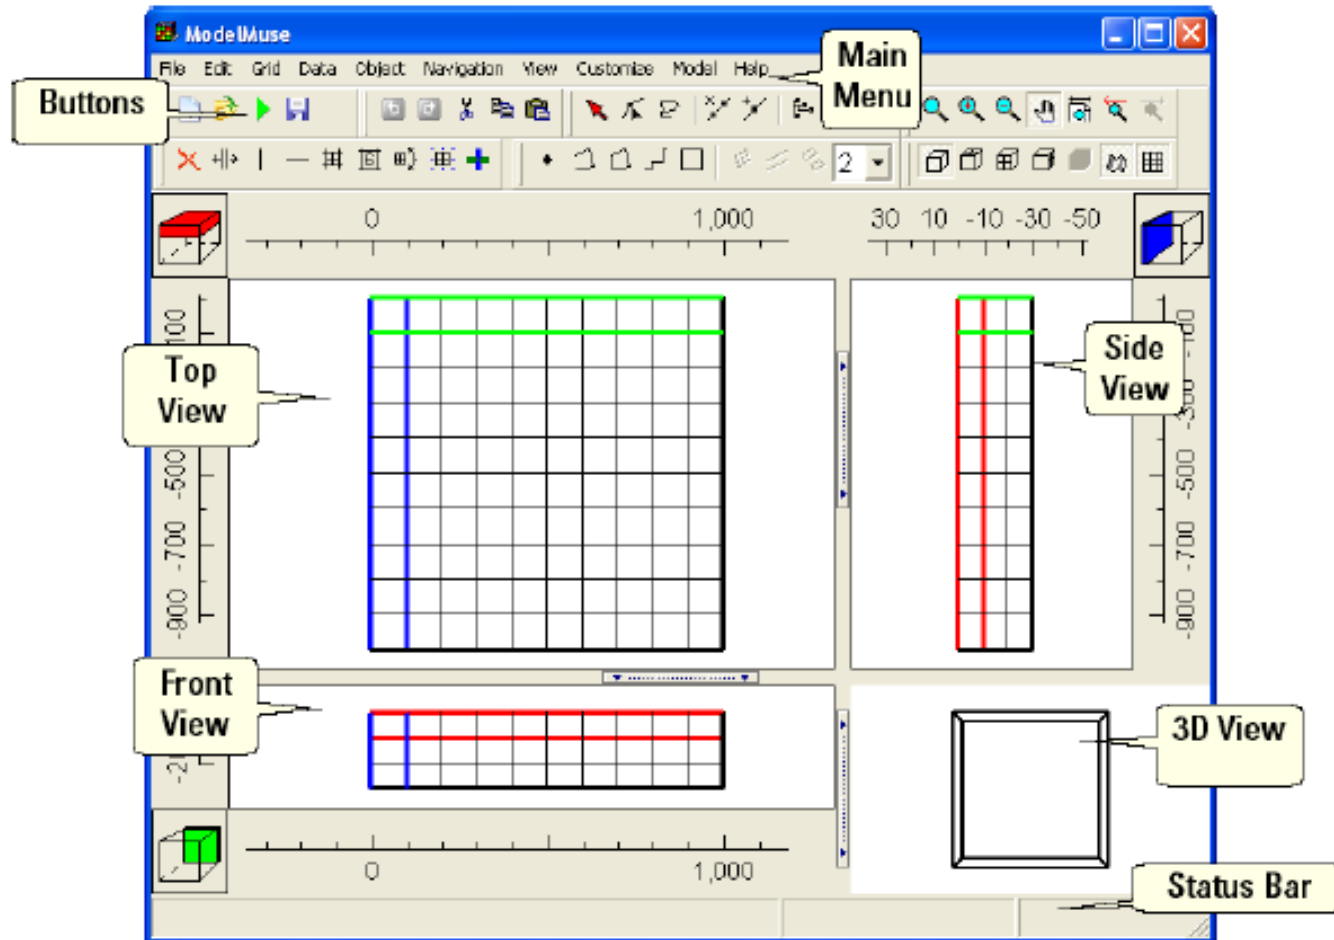 ModelMuse
File Edit Grid Data Object Navigation View Customize Model Help
Main
Menu
Buttons
2
0 1,000
30 10 -10 -30 -50
Top
View
Side
View
-500
-700
-900
-500
-700
-900
Front
View
3D View
0 1,000
Status Bar